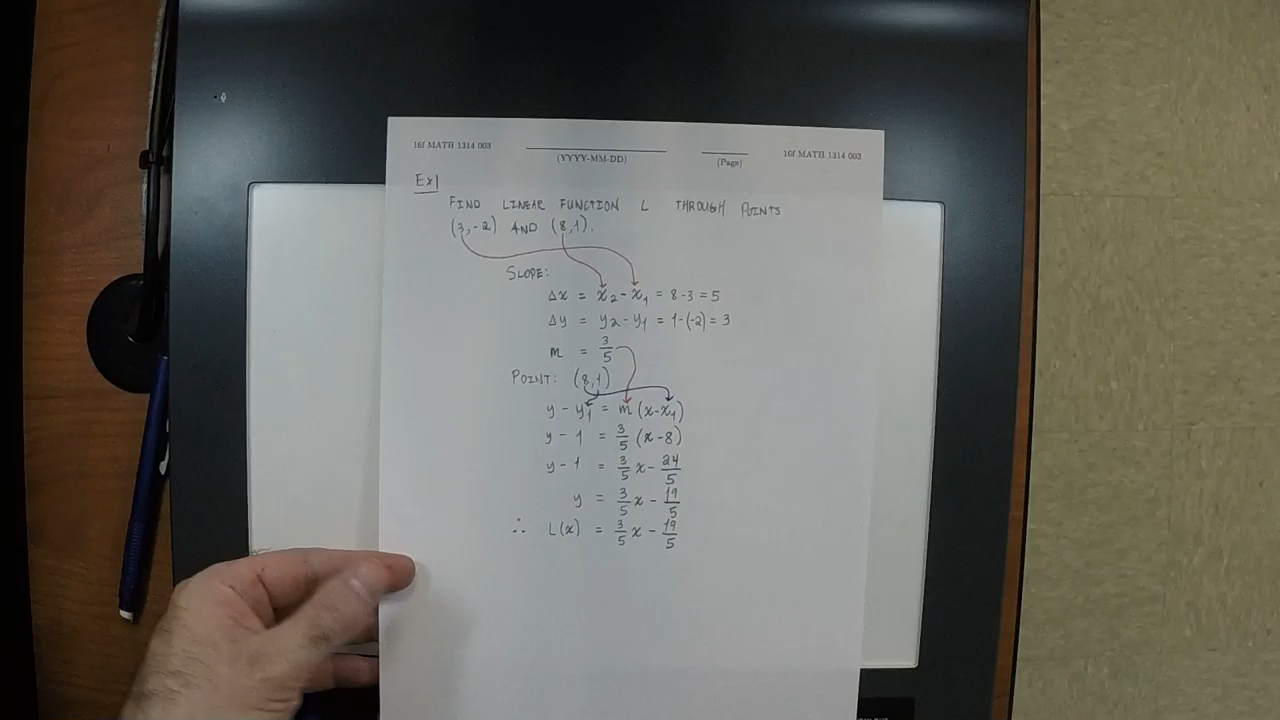 16f MATH 1314 003 (YYYY-MM-DD) (Page) 16f MATH 1314 003
Ex1
FIND LINEAR FUNCTION L THROUGH POINTS
(3,-2) AND (8,1).
SLOPE:
Δx = x₂-x₁ = 8-3 = 5
Δy = y₂-y₁ = 1-(-2) = 3
m = 3/5
POINT: (8,1)
y - y₁ = m (x-x₁)
y - 1 = 3/5 (x-8)
y - 1 = 3/5 x - 24/5
y = 3/5 x - 19/5
∴ L(x) = 3/5 x - 19/5